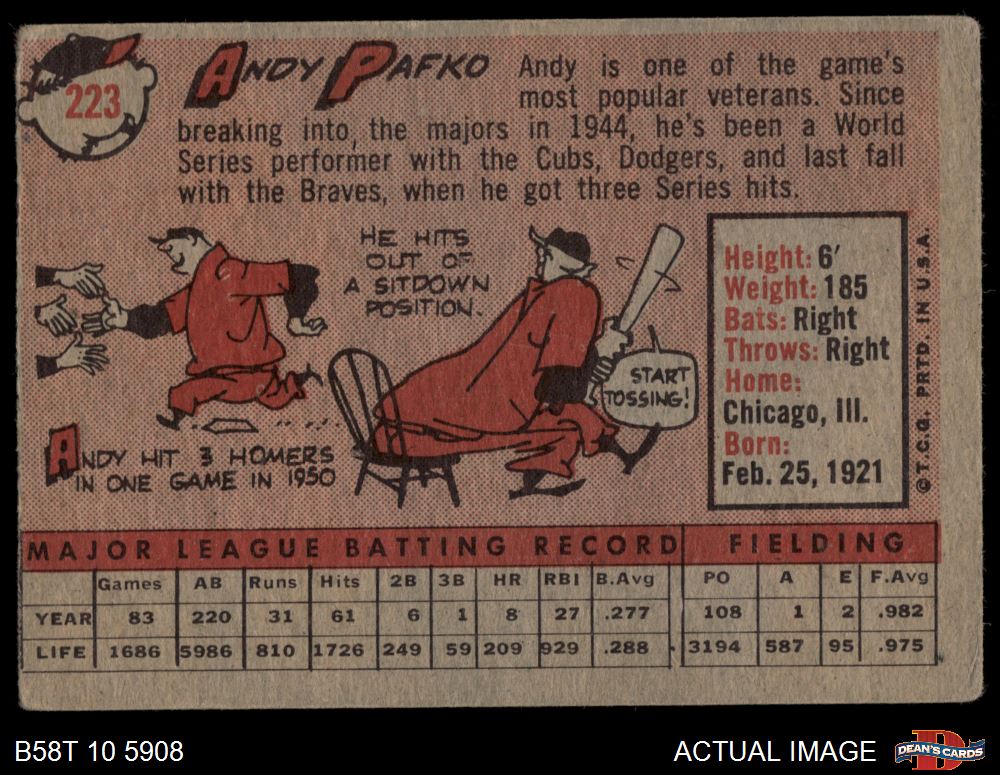 223
ANDY PAFKO
Andy is one of the game's
most popular veterans. Since
breaking into, the majors in 1944, he's been a World
Series performer with the Cubs, Dodgers, and last fall
with the Braves, when he got three Series hits.
HE HITS
OUT OF
A SITDOWN
POSITION.
START
TOSSING!
ANDY HIT 3 HOMERS
IN ONE GAME IN 1950
Height: 6'
Weight: 185
Bats: Right
Throws: Right
Home:
Chicago, Ill.
Born:
Feb. 25, 1921
© T.C.G. PRTD. IN U.S.A.
MAJOR LEAGUE BATTING RECORD FIELDING
Games AB Runs Hits 2B 3B HR RBI B.Avg PO A E F.Avg
YEAR 83 220 31 61 6 1 8 27 .277 108 1 2 .982
LIFE 1686 5986 810 1726 249 59 209 929 .288 3194 587 95 .975
B58T 10 5908
ACTUAL IMAGE
DEAN'S CARDS